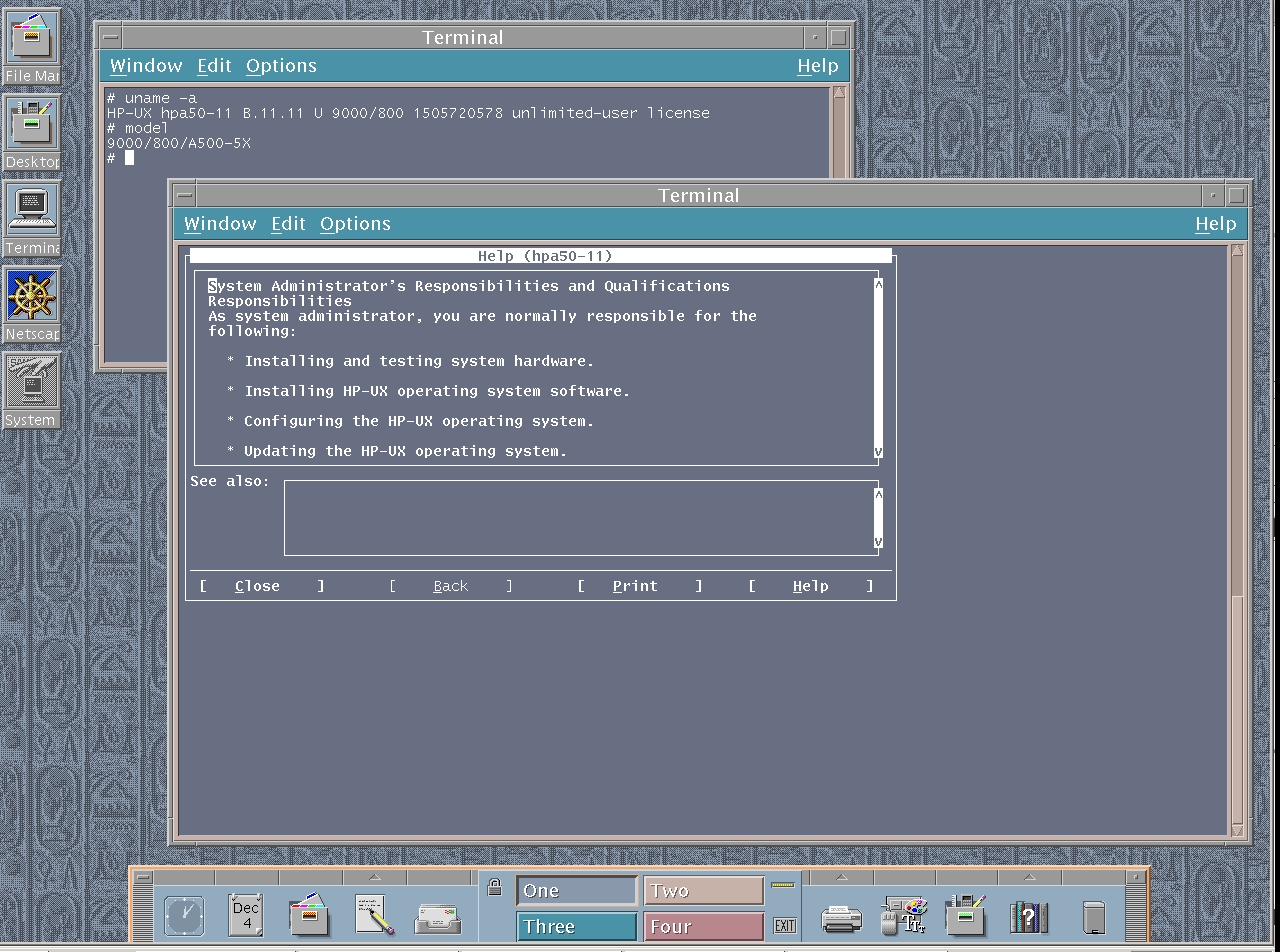 File Mar
Desktop
Termina
Netscap
System
Terminal
Window Edit Options Help
# uname -a
HP-UX hpa50-11 B.11.11 U 9000/800 1505720578 unlimited-user license
# model
9000/800/A500-5X
#
Terminal
Window Edit Options Help
Help (hpa50-11)
System Administrator's Responsibilities and Qualifications
Responsibilities
As system administrator, you are normally responsible for the
following:
* Installing and testing system hardware.
* Installing HP-UX operating system software.
* Configuring the HP-UX operating system.
* Updating the HP-UX operating system.
See also:
[ Close ] [ Back ] [ Print ] [ Help ]
Dec
4
One
Two
Three
Four
EXIT